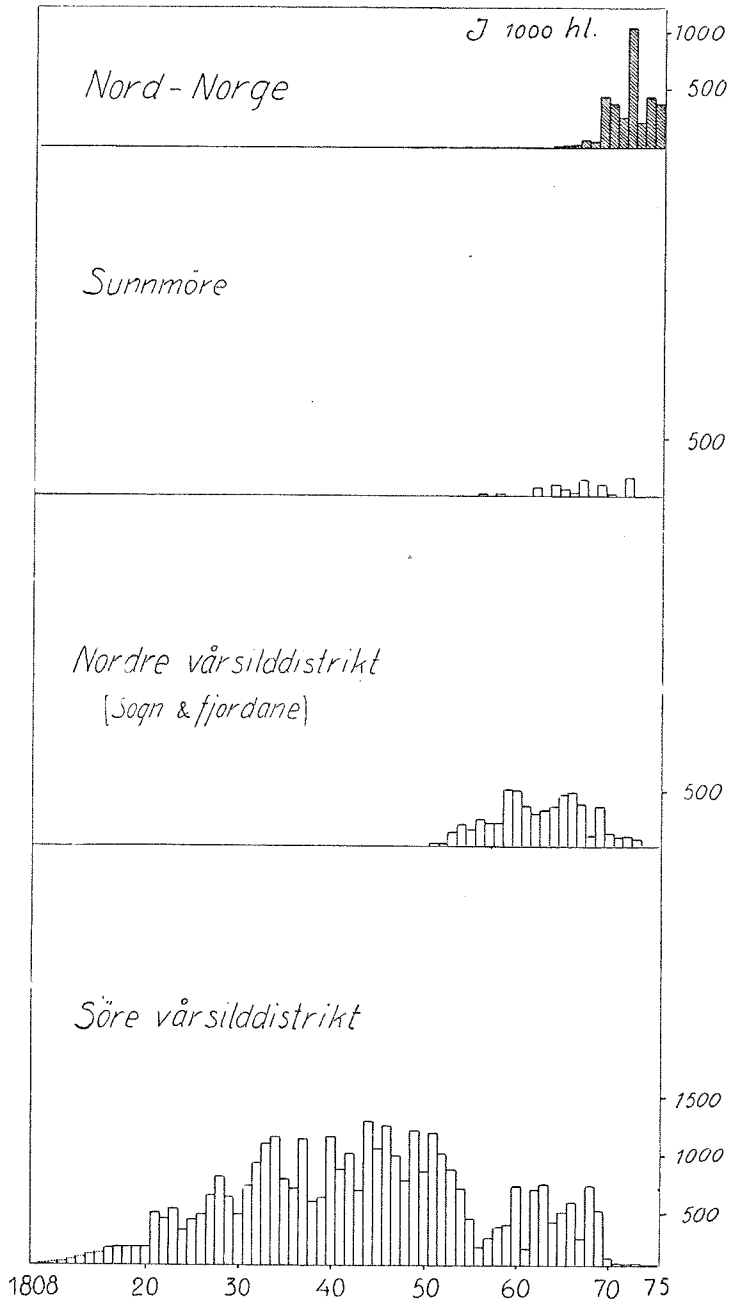 J 1000 hl.
1000
Nord-Norge
500
Sunnmöre
500
Nordre vårsilddistrikt
(Sogn & fjordane)
500
Söre vårsilddistrikt
1500
1000
500
1808 20 30 40 50 60 70 75